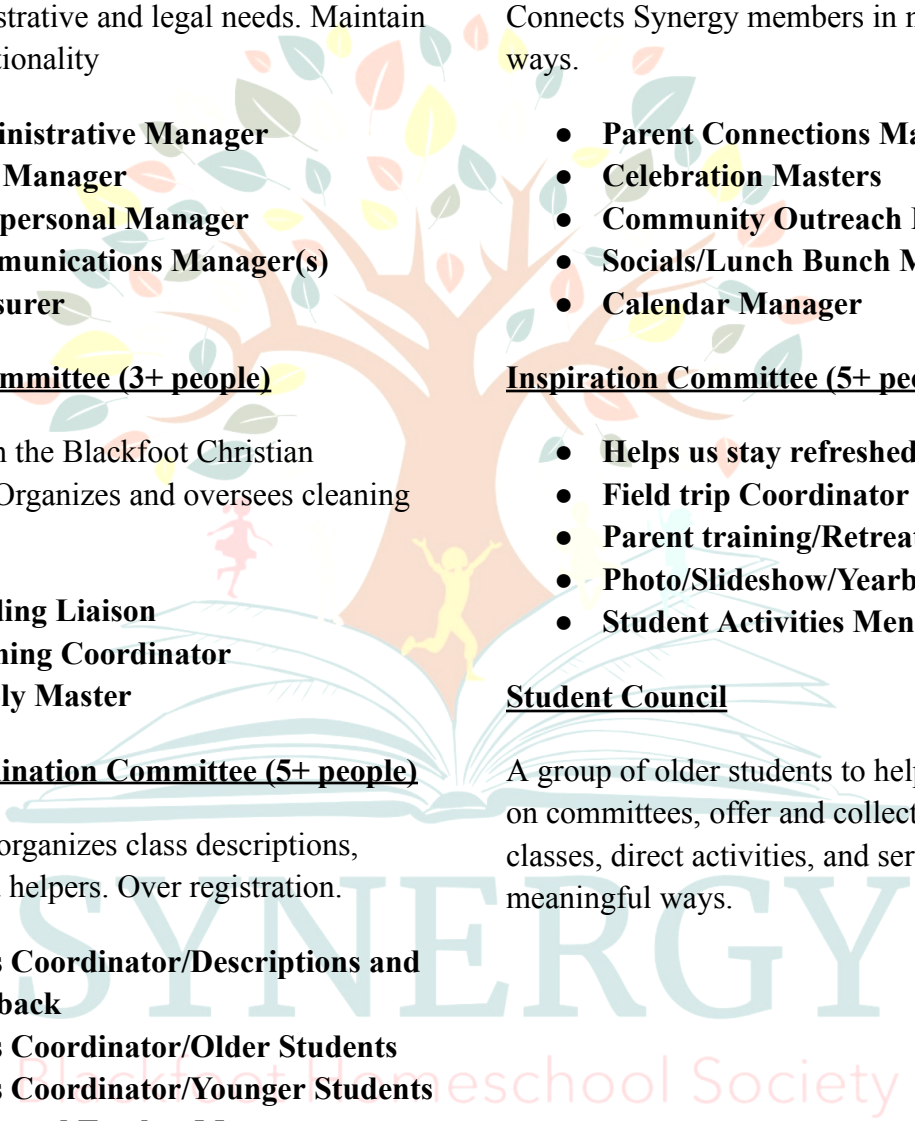 strative and legal needs. Maintain
tionality
inistrative Manager
Manager
personal Manager
munications Manager(s)
surer
mmittee (3+ people)
n the Blackfoot Christian
Organizes and oversees cleaning
ling Liaison
ning Coordinator
ly Master
ination Committee (5+ people)
organizes class descriptions,
helpers. Over registration.
s Coordinator/Descriptions and
back
s Coordinator/Older Students
s Coordinator/Younger Students
Connects Synergy members in
ways.
● Parent Connections Ma
● Celebration Masters
● Community Outreach
● Socials/Lunch Bunch M
● Calendar Manager
Inspiration Committee (5+ peo
● Helps us stay refreshed
● Field trip Coordinator
● Parent training/Retreat
● Photo/Slideshow/Yearb
● Student Activities Men
Student Council
A group of older students to help
on committees, offer and collect
classes, direct activities, and ser
meaningful ways.
SYNERGY
Blackfoot Homeschool Society